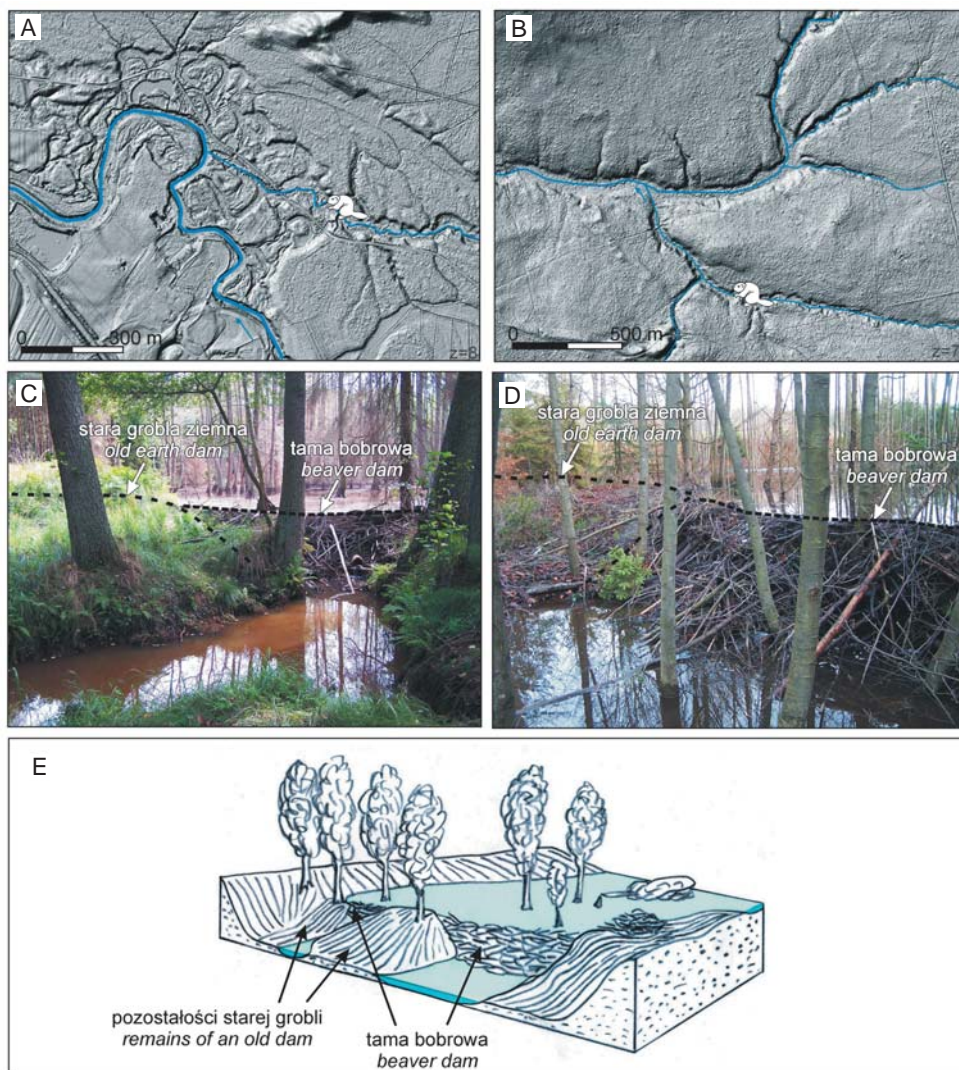 A
0 300 m
z=8
B
0 500 m
z=7
C
stara grobla ziemna
old earth dam
tama bobrowa
beaver dam
D
stara grobla ziemna
old earth dam
tama bobrowa
beaver dam
E
pozostałości starej grobli
remains of an old dam
tama bobrowa
beaver dam